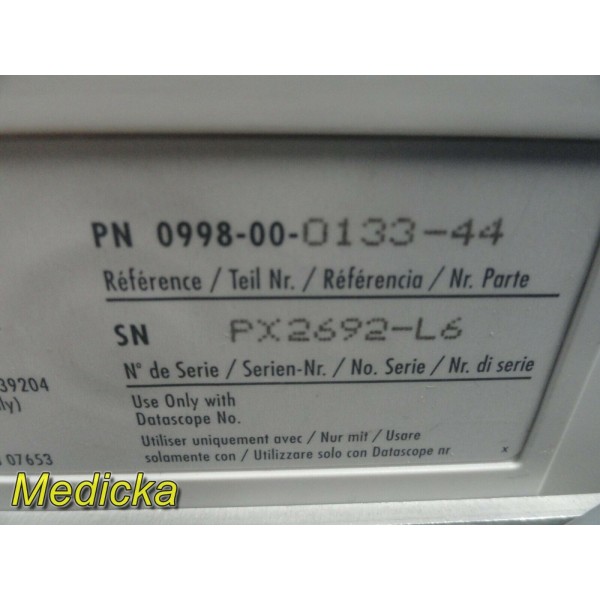 PN 0998-00-0133-44
Référence / Teil Nr. / Référencia / Nr. Parte
SN PX2692-L6
N° de Serie / Serien-Nr. / No. Serie / Nr. di serie
39204
ly)
Use Only with
Datascope No.
Utiliser uniquement avec / Nur mit / Usare
07653
solamente con / Utilizzare solo con Datascope nr x
Medicka